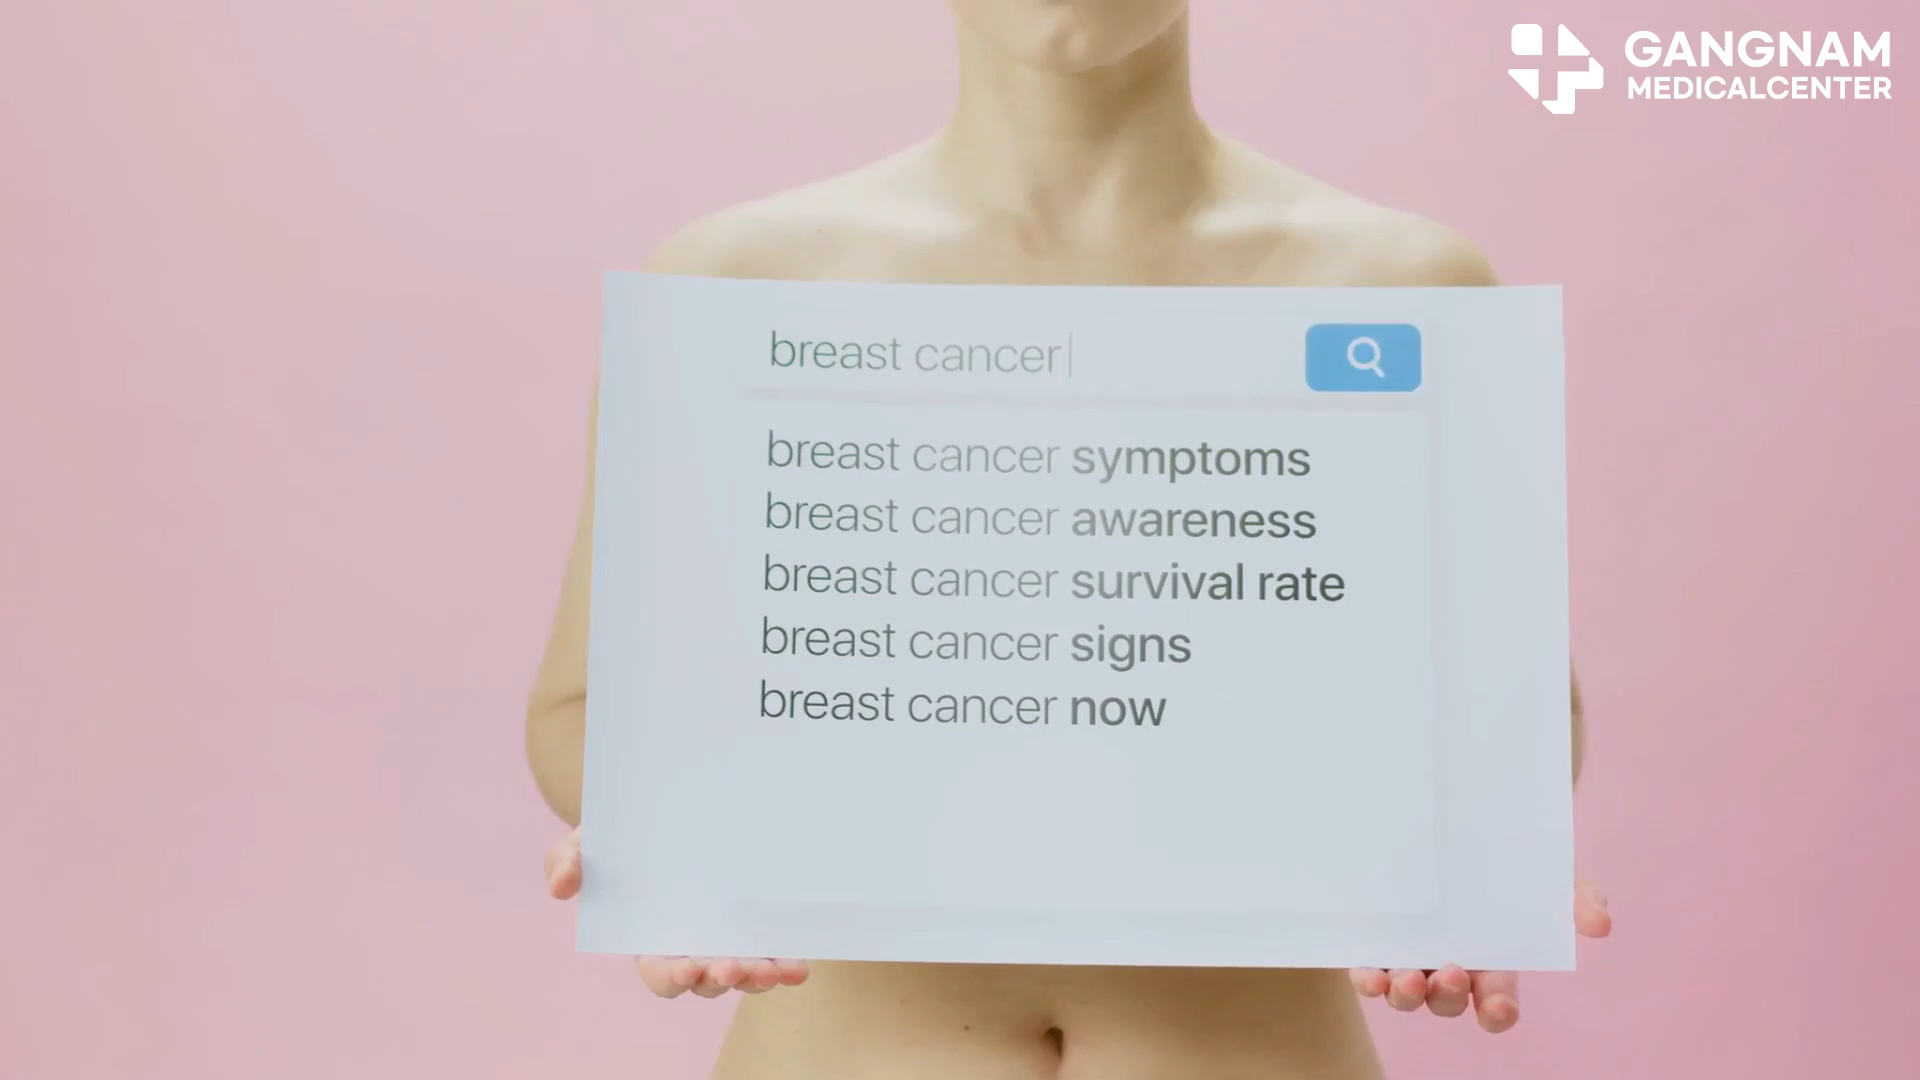 GANGNAM
MEDICALCENTER
breast cancer
breast cancer symptoms
breast cancer awareness
breast cancer survival rate
breast cancer signs
breast cancer now